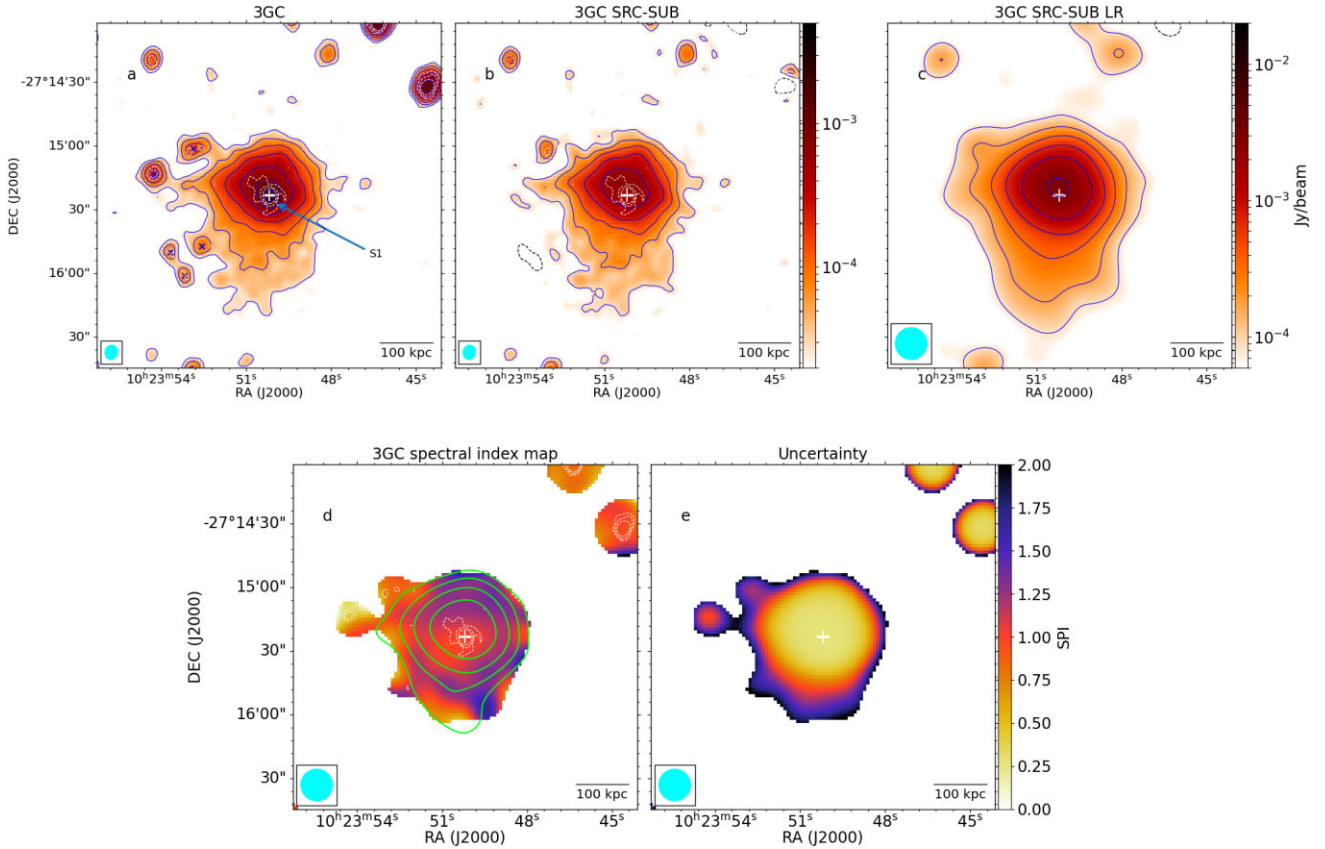 3GC
3GC SRC-SUB
3GC SRC-SUB LR
a
b
c
S1
-27°14'30"
15'00"
30"
16'00"
30"
DEC (J2000)
100 kpc
100 kpc
100 kpc
10h23m54s 51s 48s 45s
10h23m54s 51s 48s 45s
10h23m54s 51s 48s 45s
RA (J2000)
RA (J2000)
RA (J2000)
10⁻³
10⁻⁴
10⁻²
10⁻³
10⁻⁴
Jy/beam
3GC spectral index map
Uncertainty
d
e
-27°14'30"
15'00"
30"
16'00"
30"
DEC (J2000)
100 kpc
100 kpc
10h23m54s 51s 48s 45s
10h23m54s 51s 48s 45s
RA (J2000)
RA (J2000)
2.00
1.75
1.50
1.25
1.00
0.75
0.50
0.25
0.00
SPI